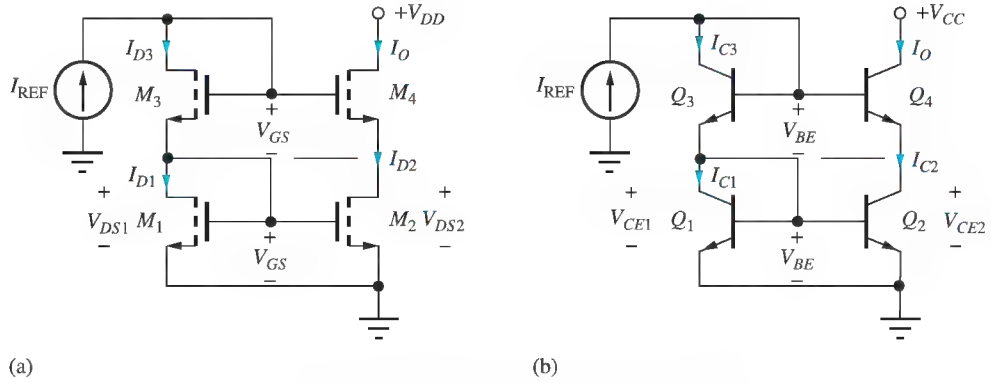 +V_DD
I_D3
I_O
I_REF
M_3
M_4
+
V_GS
−
I_D1
I_D2
+
V_DS1
−
M_1
M_2
+
V_DS2
−
+
V_GS
−
(a)
+V_CC
I_C3
I_O
I_REF
Q_3
Q_4
+
V_BE
−
I_C1
I_C2
+
V_CE1
−
Q_1
Q_2
+
V_CE2
−
+
V_BE
−
(b)